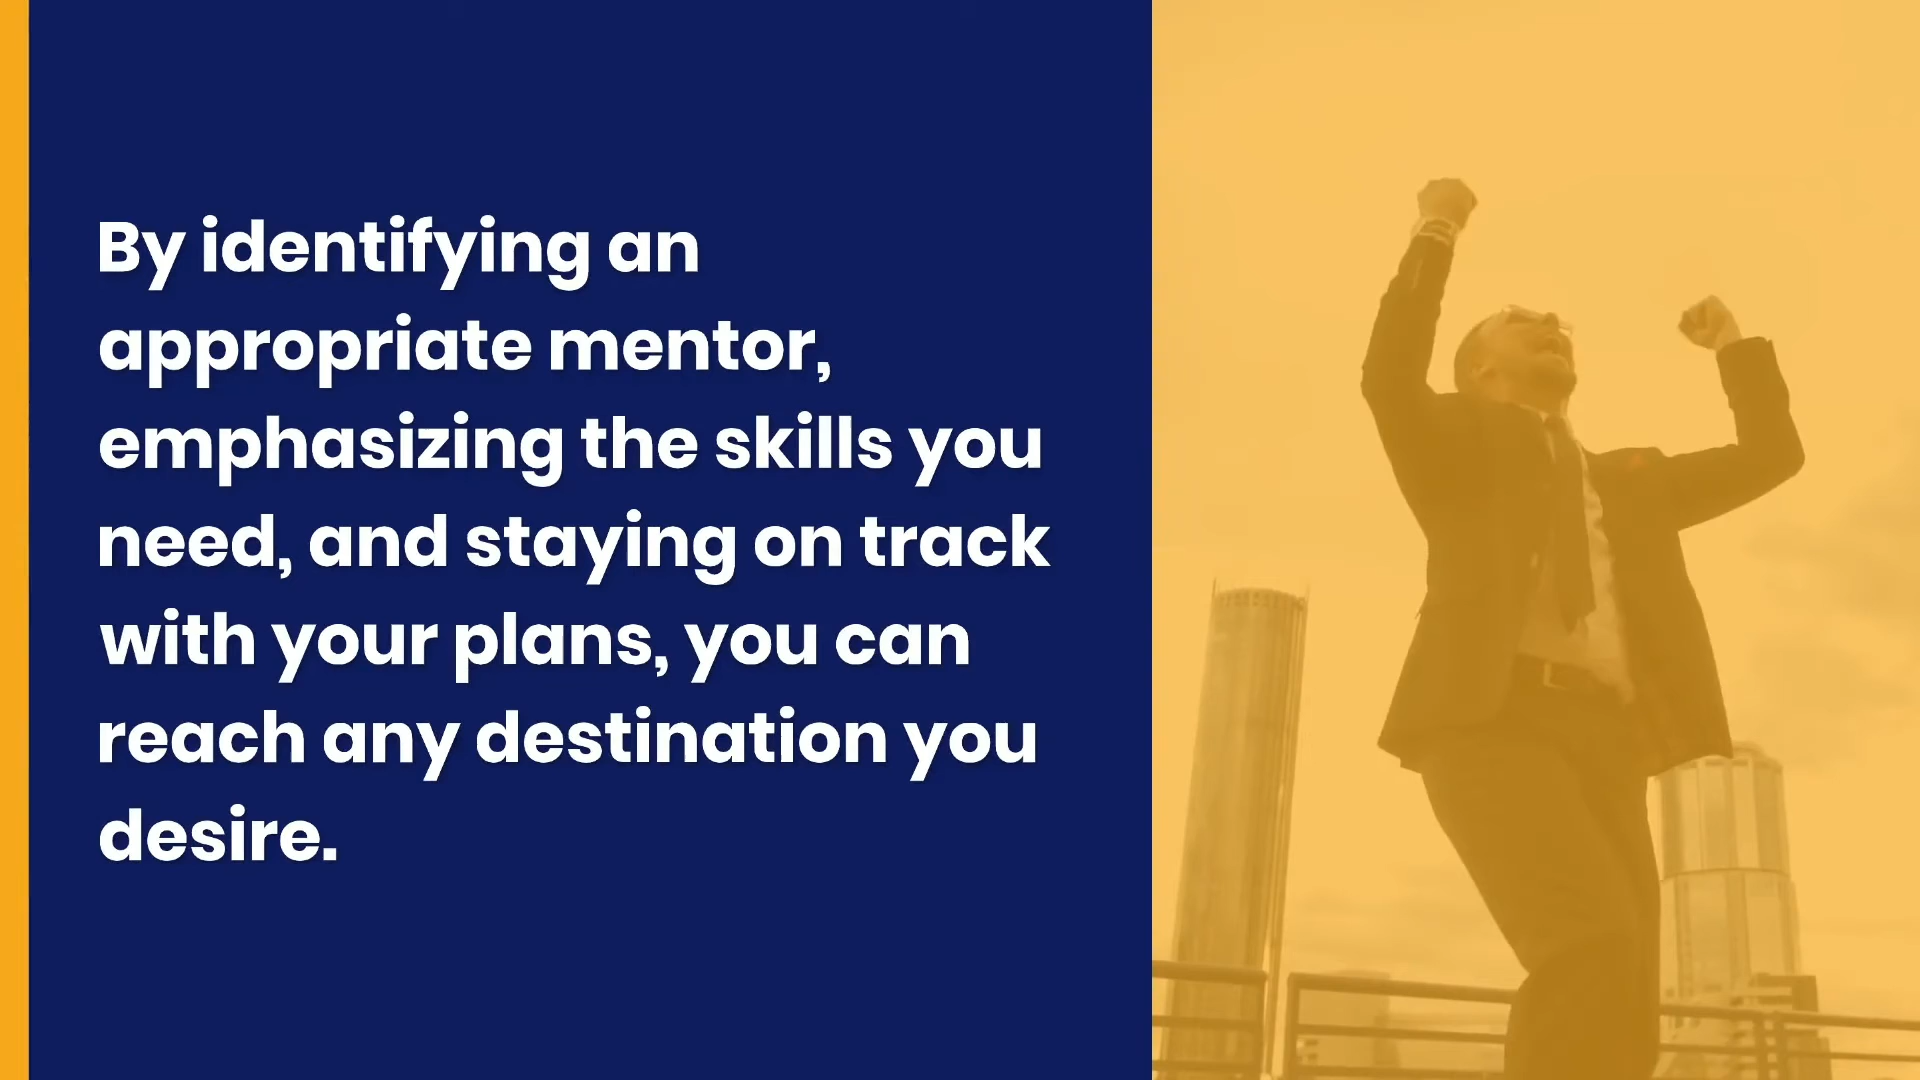 By identifying an
appropriate mentor,
emphasizing the skills you
need, and staying on track
with your plans, you can
reach any destination you
desire.